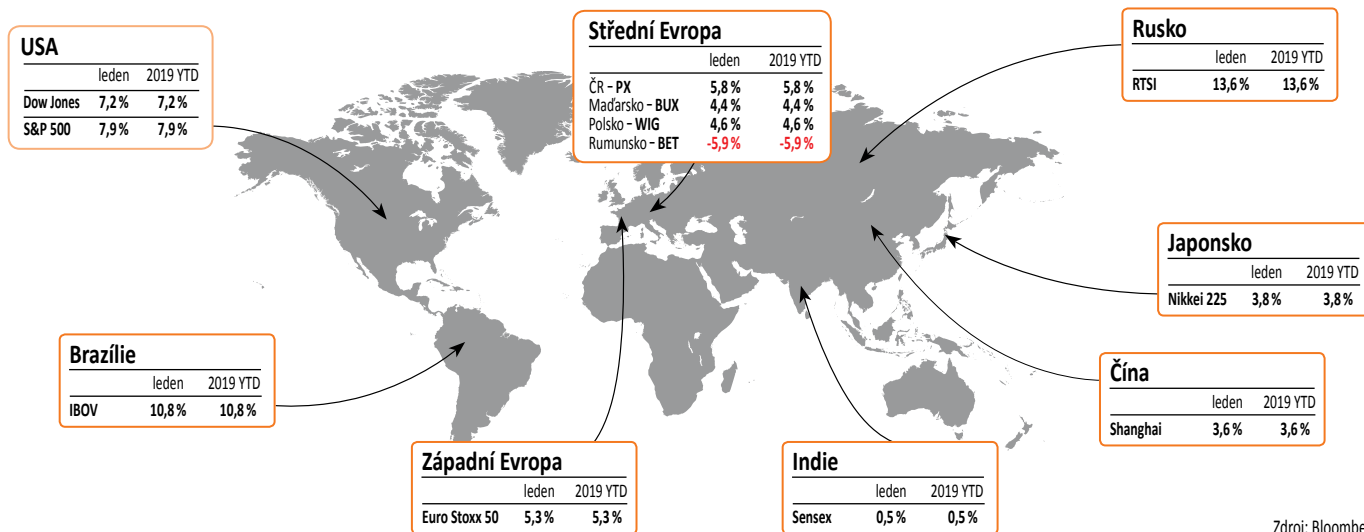 USA
leden 2019 YTD
Dow Jones 7,2 % 7,2 %
S&P 500 7,9 % 7,9 %
Střední Evropa
leden 2019 YTD
ČR – PX 5,8 % 5,8 %
Maďarsko – BUX 4,4 % 4,4 %
Polsko – WIG 4,6 % 4,6 %
Rumunsko – BET -5,9 % -5,9 %
Rusko
leden 2019 YTD
RTSI 13,6 % 13,6 %
Japonsko
leden 2019 YTD
Nikkei 225 3,8 % 3,8 %
Brazílie
leden 2019 YTD
IBOV 10,8 % 10,8 %
Čína
leden 2019 YTD
Shanghai 3,6 % 3,6 %
Západní Evropa
leden 2019 YTD
Euro Stoxx 50 5,3 % 5,3 %
Indie
leden 2019 YTD
Sensex 0,5 % 0,5 %
Zdroj: Bloombe